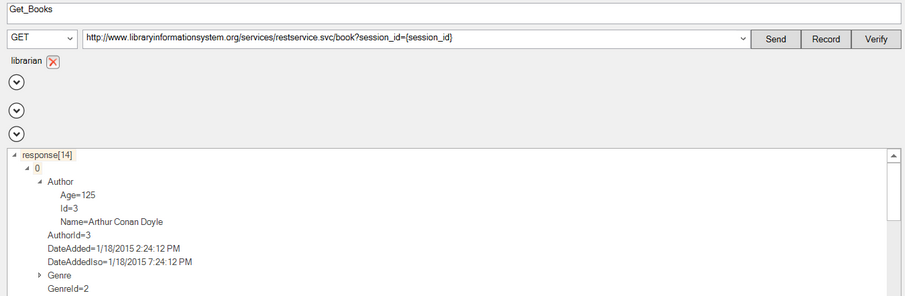 Get_Books
GET http://www.libraryinformationsystem.org/services/restservice.svc/book?session_id={session_id} Send Record Verify
librarian
response[14]
0
Author
Age=125
Id=3
Name=Arthur Conan Doyle
AuthorId=3
DateAdded=1/18/2015 2:24:12 PM
DateAddedIso=1/18/2015 7:24:12 PM
Genre
GenreId=2